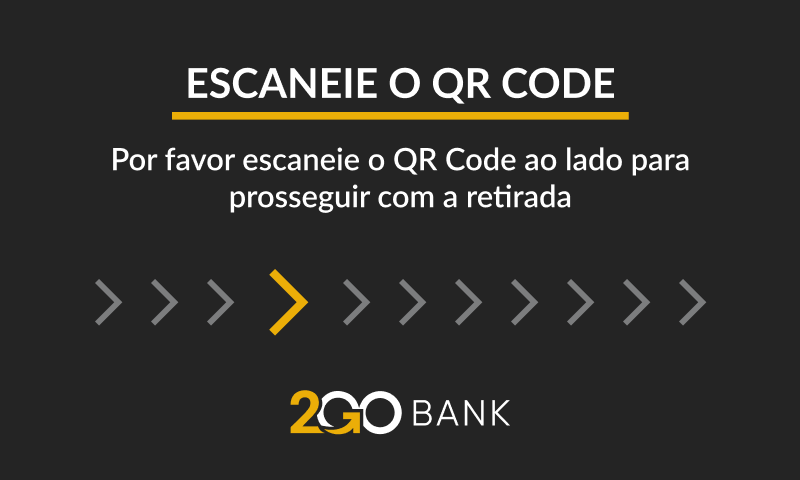 ESCANEIE O QR CODE
Por favor escaneie o QR Code ao lado para
prosseguir com a retirada
2GO BANK